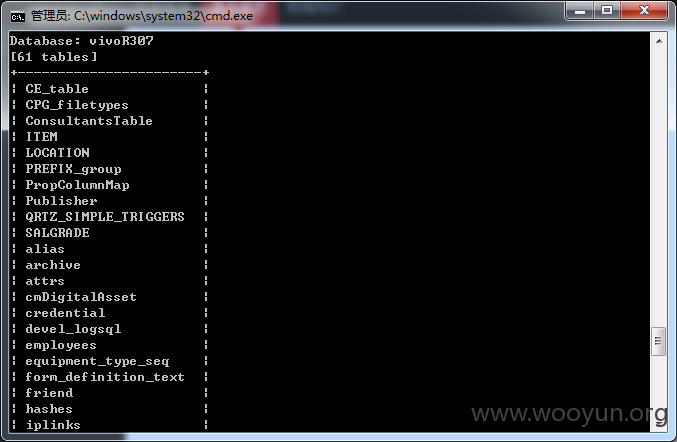 管理员: C:\windows\system32\cmd.exe
Database: vivoR307
[61 tables]
+-----------------------+
| CE_table |
| CPG_filetypes |
| ConsultantsTable |
| ITEM |
| LOCATION |
| PREFIX_group |
| PropColumnMap |
| Publisher |
| QRTZ_SIMPLE_TRIGGERS |
| SALGRADE |
| alias |
| archive |
| attrs |
| cmDigitalAsset |
| credential |
| devel_logsql |
| employees |
| equipment_type_seq |
| form_definition_text |
| friend |
| hashes |
| iplinks |
www.wooyun.org